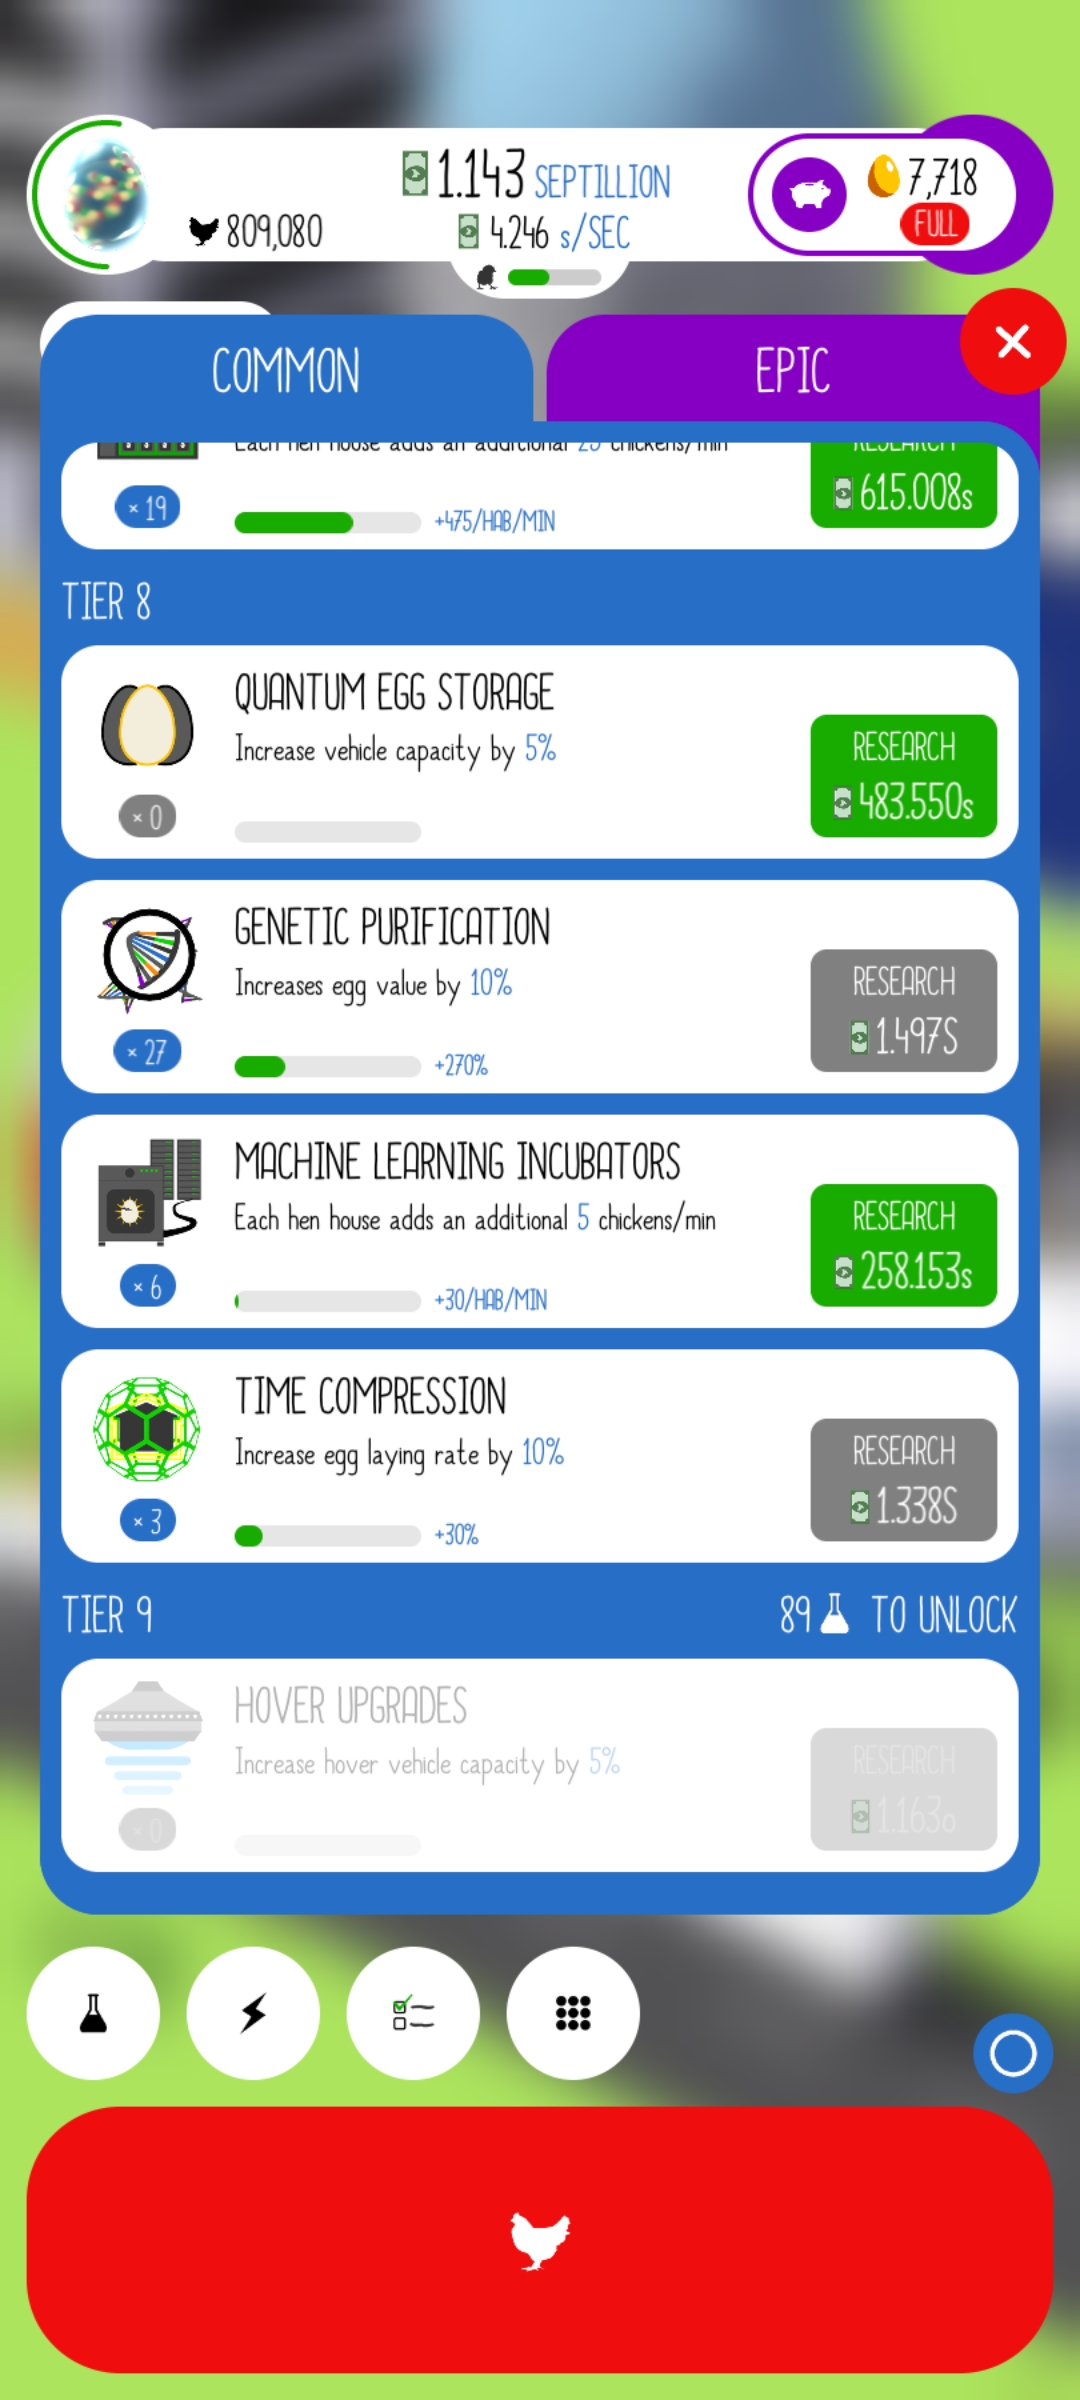 1.143 SEPTILLION
7,718
809,080
4.246 s/SEC
FULL
COMMON
EPIC
Each hen house adds an additional 25 chickens/min
RESEARCH
615.008s
× 19
+475/HAB/MIN
TIER 8
QUANTUM EGG STORAGE
Increase vehicle capacity by 5%
RESEARCH
483.550s
× 0
GENETIC PURIFICATION
Increases egg value by 10%
RESEARCH
1.497S
× 27
+270%
MACHINE LEARNING INCUBATORS
Each hen house adds an additional 5 chickens/min
RESEARCH
258.153s
× 6
+30/HAB/MIN
TIME COMPRESSION
Increase egg laying rate by 10%
RESEARCH
1.338S
× 3
+30%
TIER 9
89 TO UNLOCK
HOVER UPGRADES
Increase hover vehicle capacity by 5%
RESEARCH
1.163o
× 0